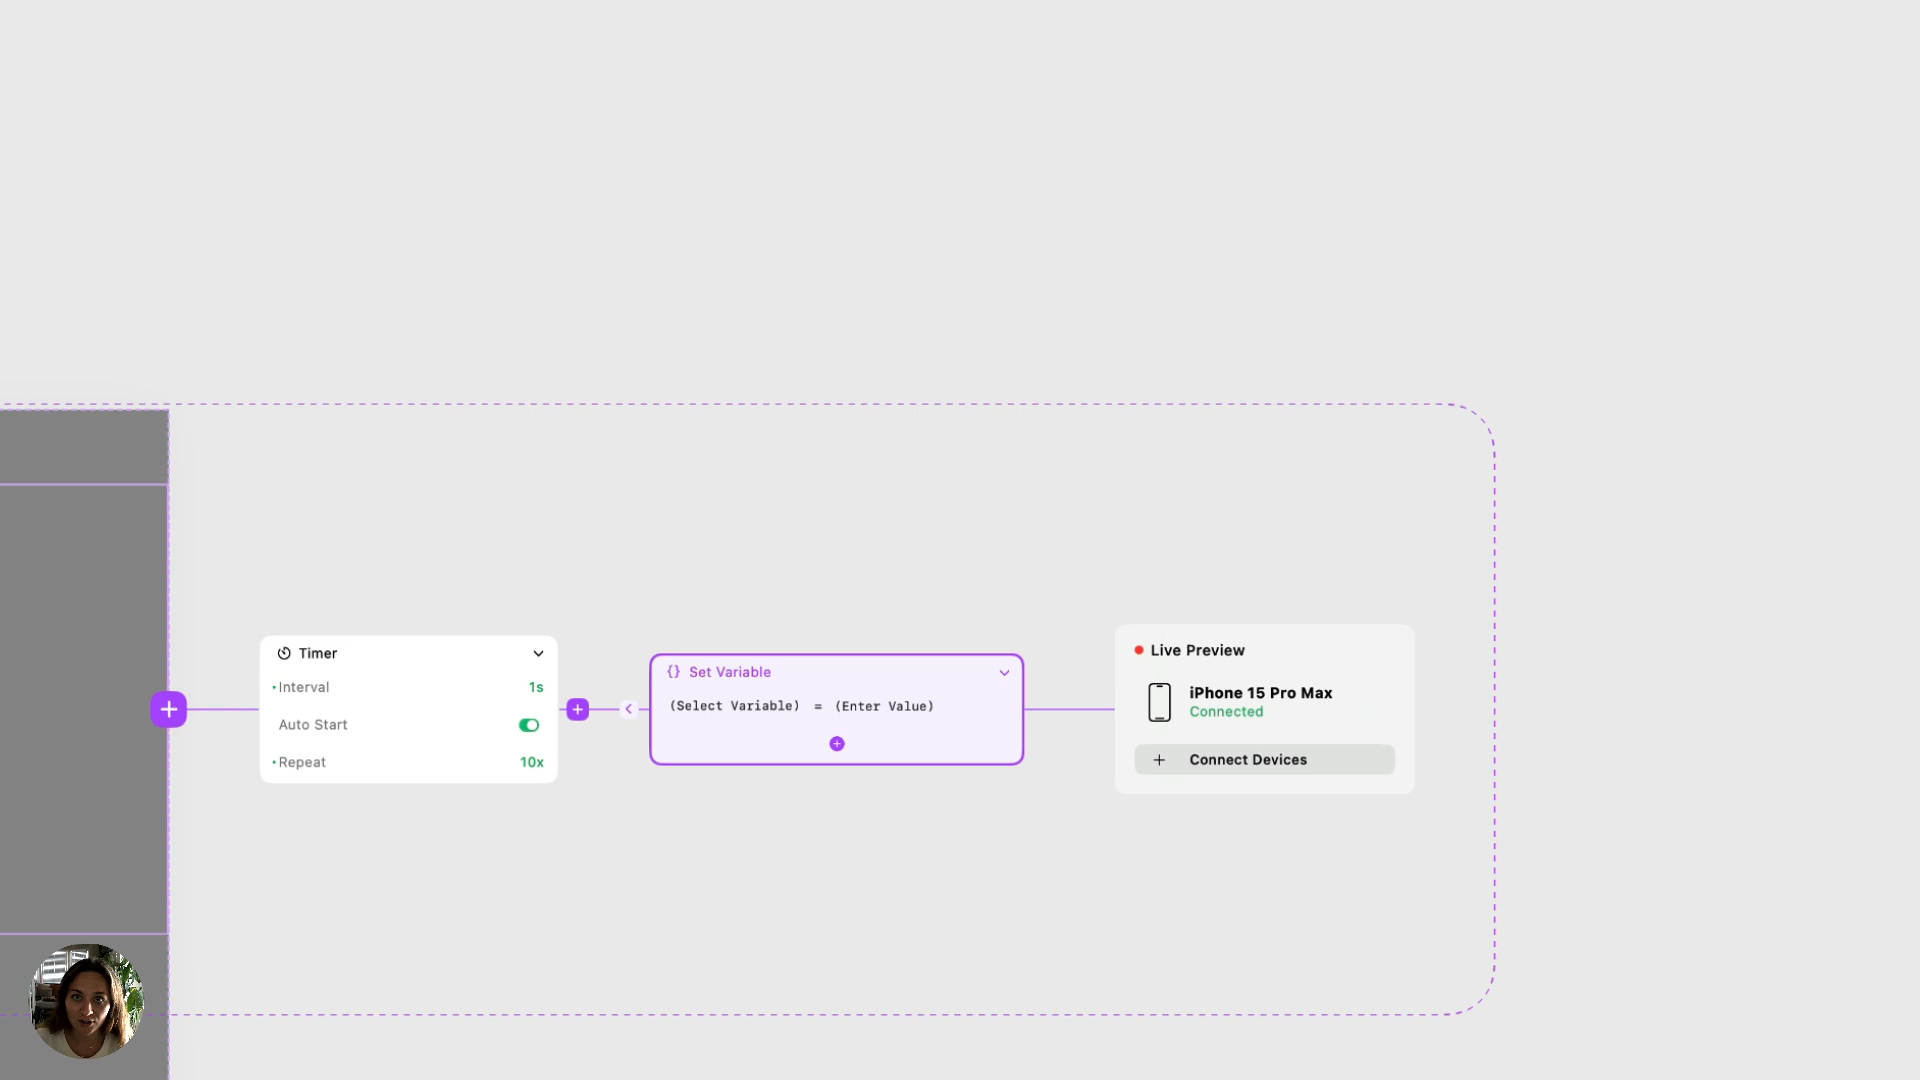 Timer
Interval 1s
Auto Start
Repeat 10x
{} Set Variable
(Select Variable) = (Enter Value)
Live Preview
iPhone 15 Pro Max
Connected
+ Connect Devices